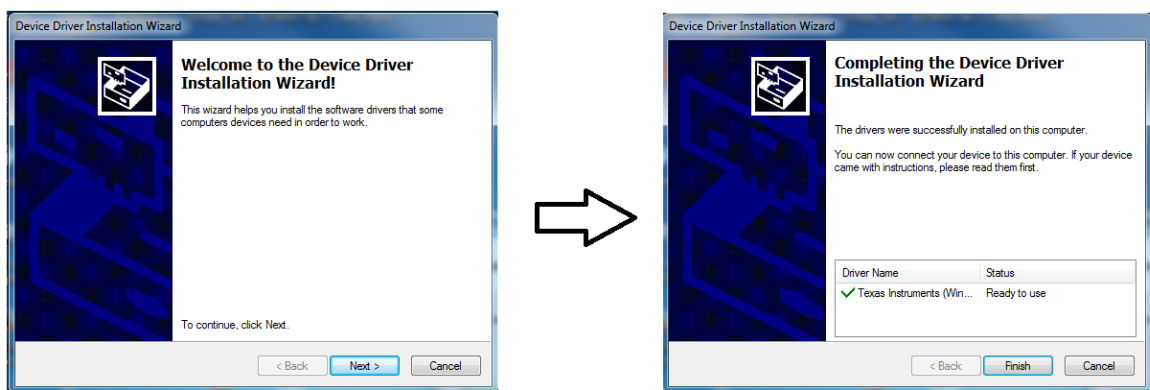 Device Driver Installation Wizard
Welcome to the Device Driver
Installation Wizard!
This wizard helps you install the software drivers that some
computers devices need in order to work.
To continue, click Next.
< Back
Next >
Cancel
Device Driver Installation Wizard
Completing the Device Driver
Installation Wizard
The drivers were successfully installed on this computer.
You can now connect your device to this computer. If your device
came with instructions, please read them first.
Driver Name Status
Texas Instruments (Win... Ready to use
< Back
Finish
Cancel